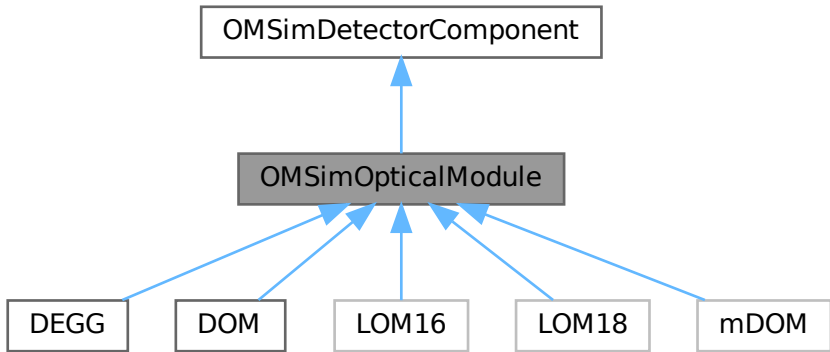 OMSimDetectorComponent
OMSimOpticalModule
DEGG
DOM
LOM16
LOM18
mDOM